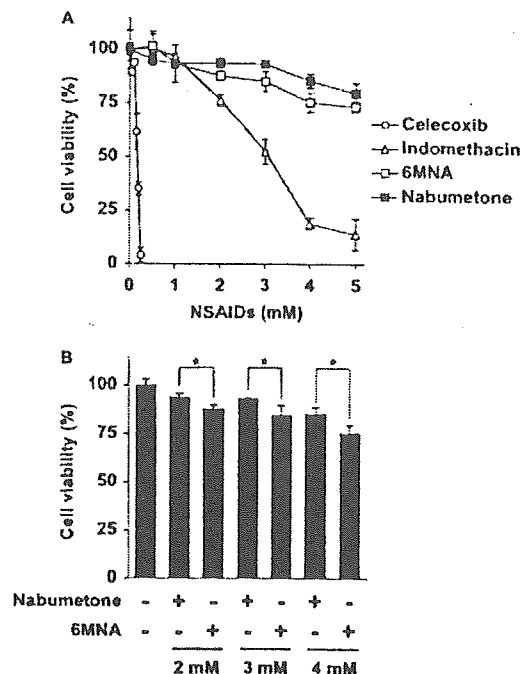 A
100
75
50
25
0
Cell viability (%)
0 1 2 3 4 5
NSAIDs (mM)
Celecoxib
Indomethacin
6MNA
Nabumetone
B
* * *
100
75
50
25
0
Cell viability (%)
Nabumetone - + - + - + -
6MNA - - + - + - +
2 mM 3 mM 4 mM